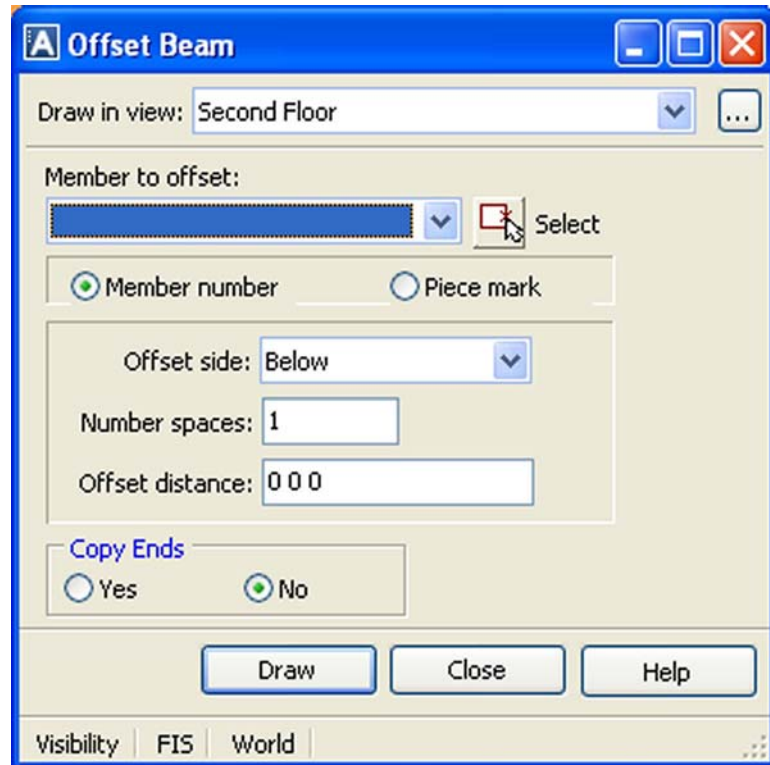 A Offset Beam
Draw in view: Second Floor ...
Member to offset:
Select
Member number Piece mark
Offset side: Below
Number spaces: 1
Offset distance: 0 0 0
Copy Ends
Yes No
Draw Close Help
Visibility FIS World